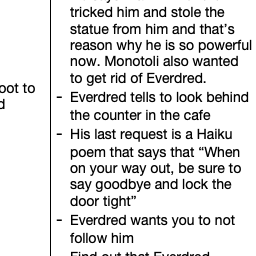 tricked him and stole the
statue from him and that's
reason why he is so powerful
now. Monotoli also wanted
to get rid of Everdred.
oot to
- Everdred tells to look behind
the counter in the cafe
- His last request is a Haiku
poem that says that “When
on your way out, be sure to
say goodbye and lock the
door tight”
- Everdred wants you to not
follow him
- Find out that Everdred